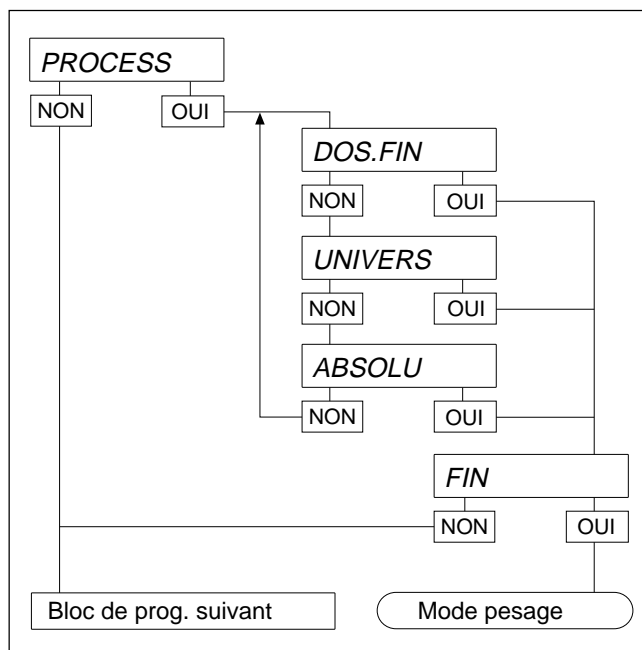 PROCESS
NON
OUI
DOS.FIN
NON
OUI
UNIVERS
NON
OUI
ABSOLU
NON
OUI
FIN
NON
OUI
Bloc de prog. suivant
Mode pesage